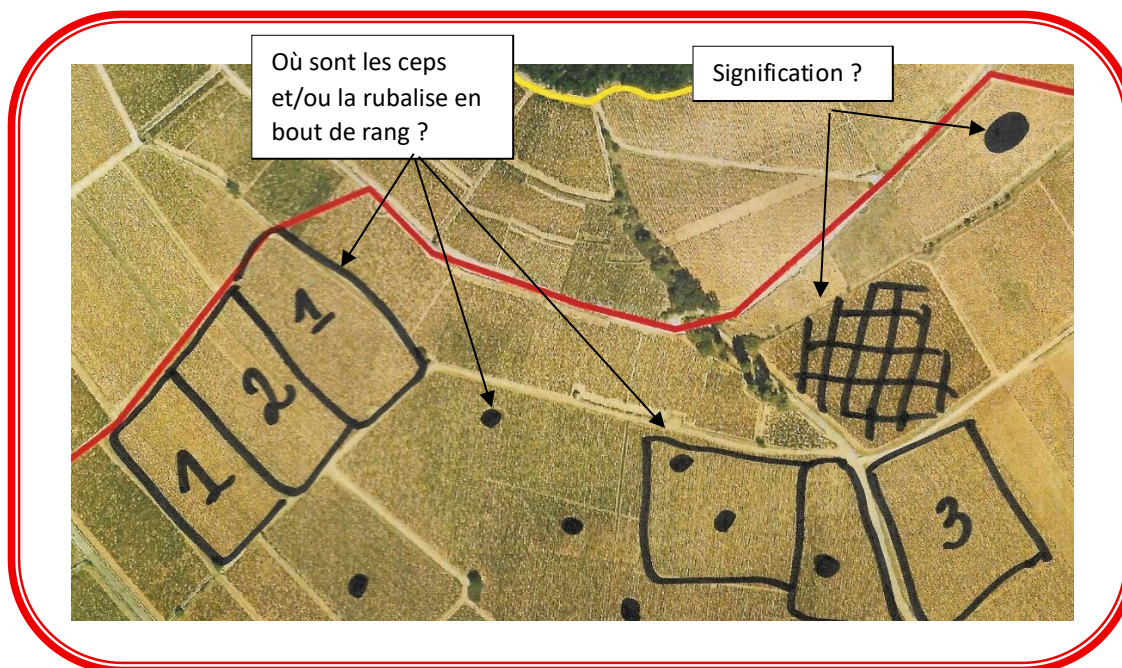 Où sont les ceps
et/ou la rubalise en
bout de rang ?
Signification ?
1
2
1
3